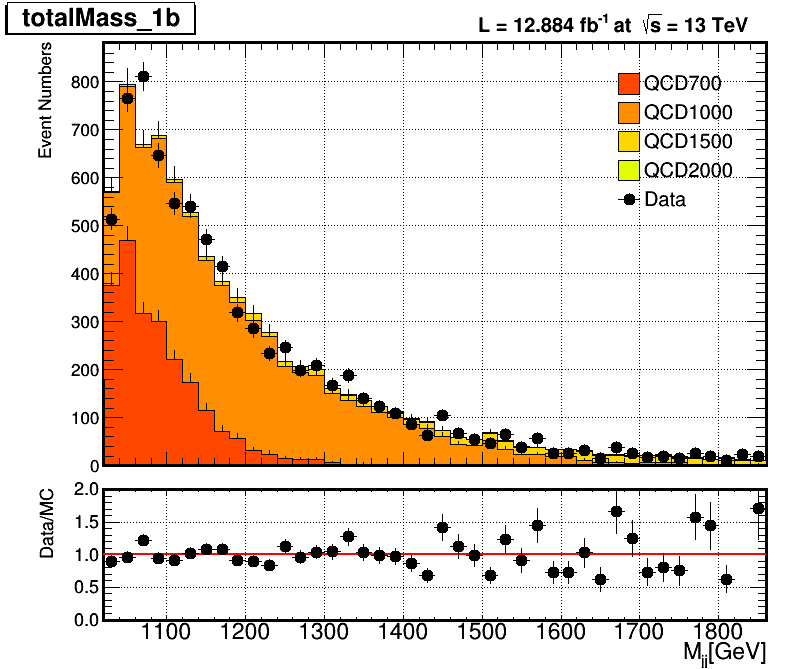 totalMass_1b
L = 12.884 fb⁻¹ at √s = 13 TeV
Event Numbers
800
700
600
500
400
300
200
100
0
QCD700
QCD1000
QCD1500
QCD2000
Data
Data/MC
2.0
1.5
1.0
0.5
0.0
1100 1200 1300 1400 1500 1600 1700 1800
M_jj[GeV]